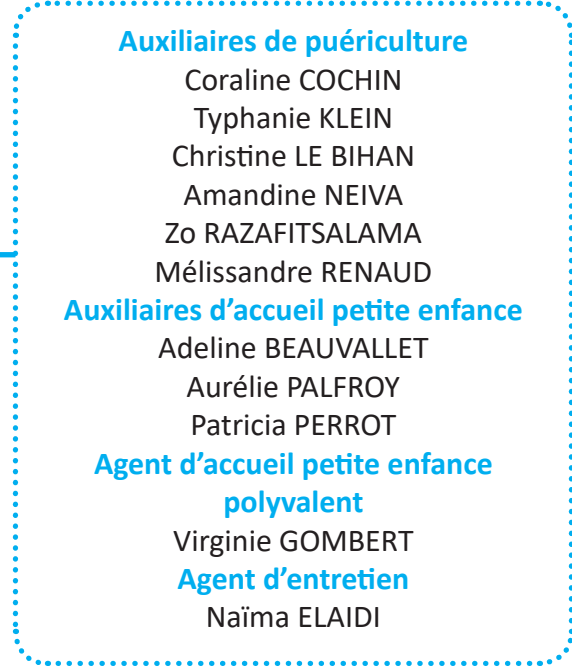 Auxiliaires de puériculture
Coraline COCHIN
Typhanie KLEIN
Christine LE BIHAN
Amandine NEIVA
Zo RAZAFITSALAMA
Mélissandre RENAUD
Auxiliaires d’accueil petite enfance
Adeline BEAUVALLET
Aurélie PALFROY
Patricia PERROT
Agent d’accueil petite enfance
polyvalent
Virginie GOMBERT
Agent d’entretien
Naïma ELAIDI